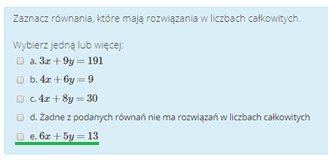 Zaznacz równania, które mają rozwiązania w liczbach całkowitych.
Wybierz jedną lub więcej:
a. 3x + 9y = 191
b. 4x + 6y = 9
c. 4x + 8y = 30
d. Żadne z podanych równań nie ma rozwiązań w liczbach całkowitych
e. 6x + 5y = 13